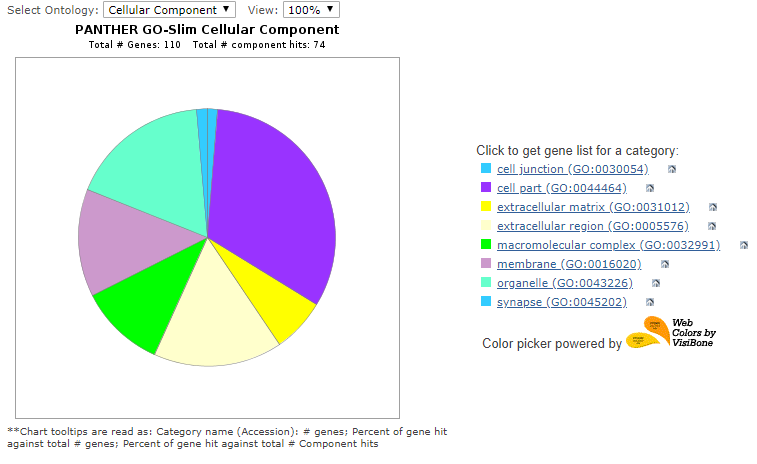 Select Ontology: Cellular Component View: 100%
PANTHER GO-Slim Cellular Component
Total # Genes: 110 Total # component hits: 74
Click to get gene list for a category:
cell junction (GO:0030054)
cell part (GO:0044464)
extracellular matrix (GO:0031012)
extracellular region (GO:0005576)
macromolecular complex (GO:0032991)
membrane (GO:0016020)
organelle (GO:0043226)
synapse (GO:0045202)
Color picker powered by
Web
Colors by
VisiBone
**Chart tooltips are read as: Category name (Accession): # genes; Percent of gene hit
against total # genes; Percent of gene hit against total # Component hits